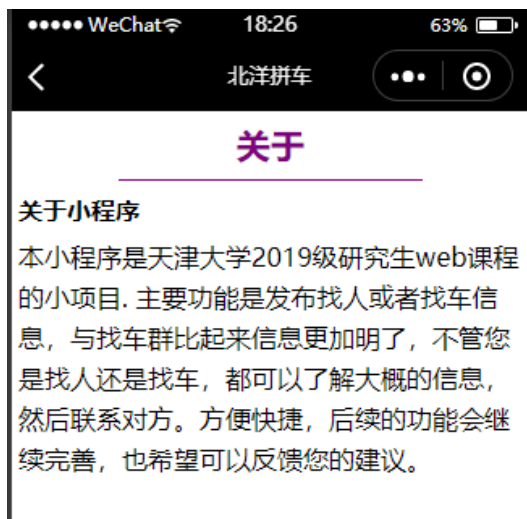 WeChat 18:26 63%
北洋拼车
关于
关于小程序
本小程序是天津大学2019级研究生web课程
的小项目. 主要功能是发布找人或者找车信
息，与找车群比起来信息更加明了，不管您
是找人还是找车，都可以了解大概的信息，
然后联系对方。方便快捷，后续的功能会继
续完善，也希望可以反馈您的建议。